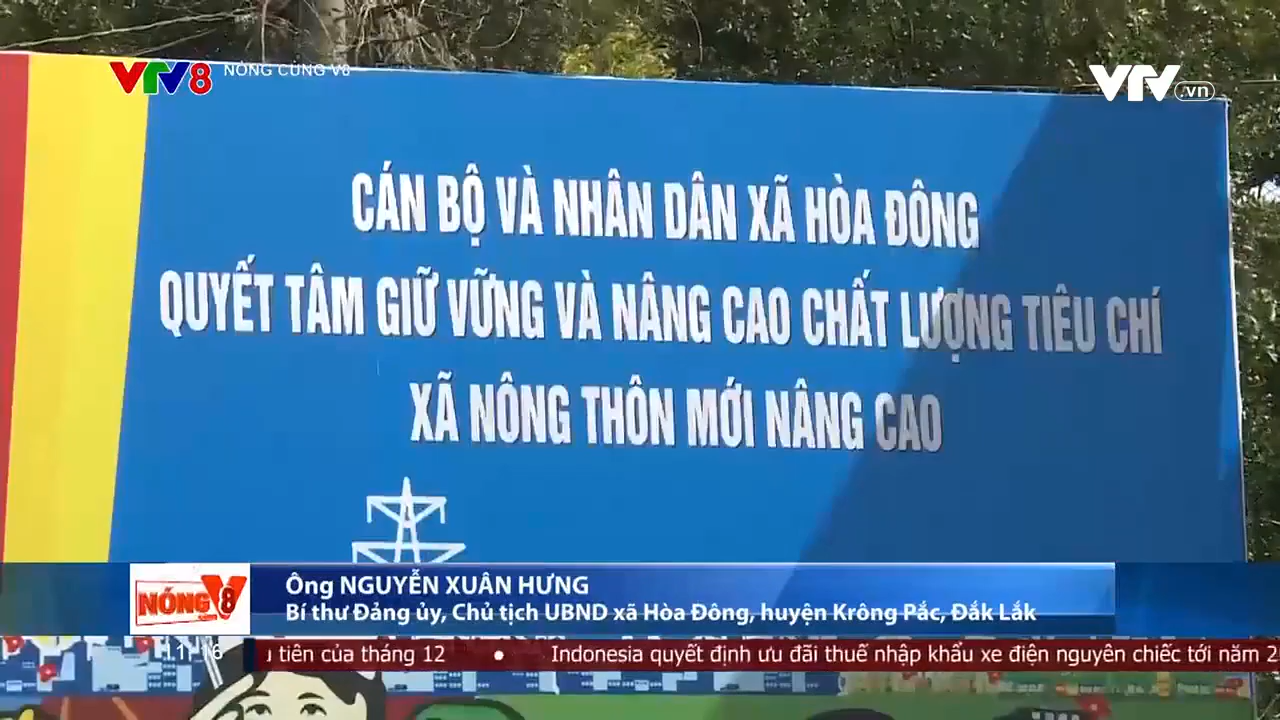 VTV8 NÓNG CÙNG V8
VTV.vn
CÁN BỘ VÀ NHÂN DÂN XÃ HÒA ĐÔNG
QUYẾT TÂM GIỮ VỮNG VÀ NÂNG CAO CHẤT LƯỢNG TIÊU CHÍ
XÃ NÔNG THÔN MỚI NÂNG CAO
NÓNG V8
Ông NGUYỄN XUÂN HƯNG
Bí thư Đảng ủy, Chủ tịch UBND xã Hòa Đông, huyện Krông Pắc, Đắk Lắk
11:16 tiên của tháng 12 • Indonesia quyết định ưu đãi thuế nhập khẩu xe điện nguyên chiếc tới năm